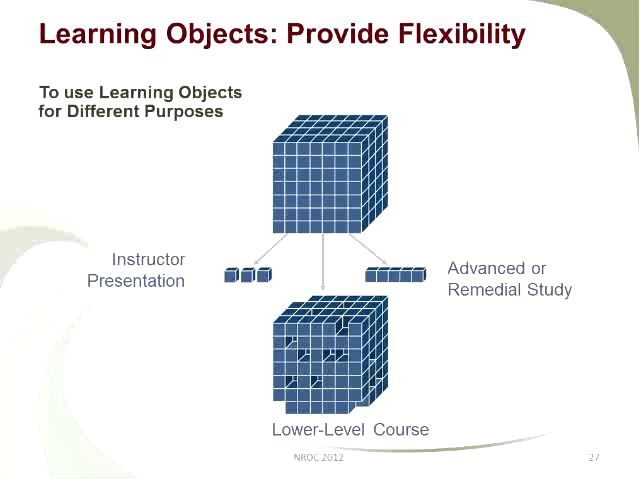 Learning Objects: Provide Flexibility
To use Learning Objects
for Different Purposes
Instructor
Presentation
Advanced or
Remedial Study
Lower-Level Course
NROC 2012
27